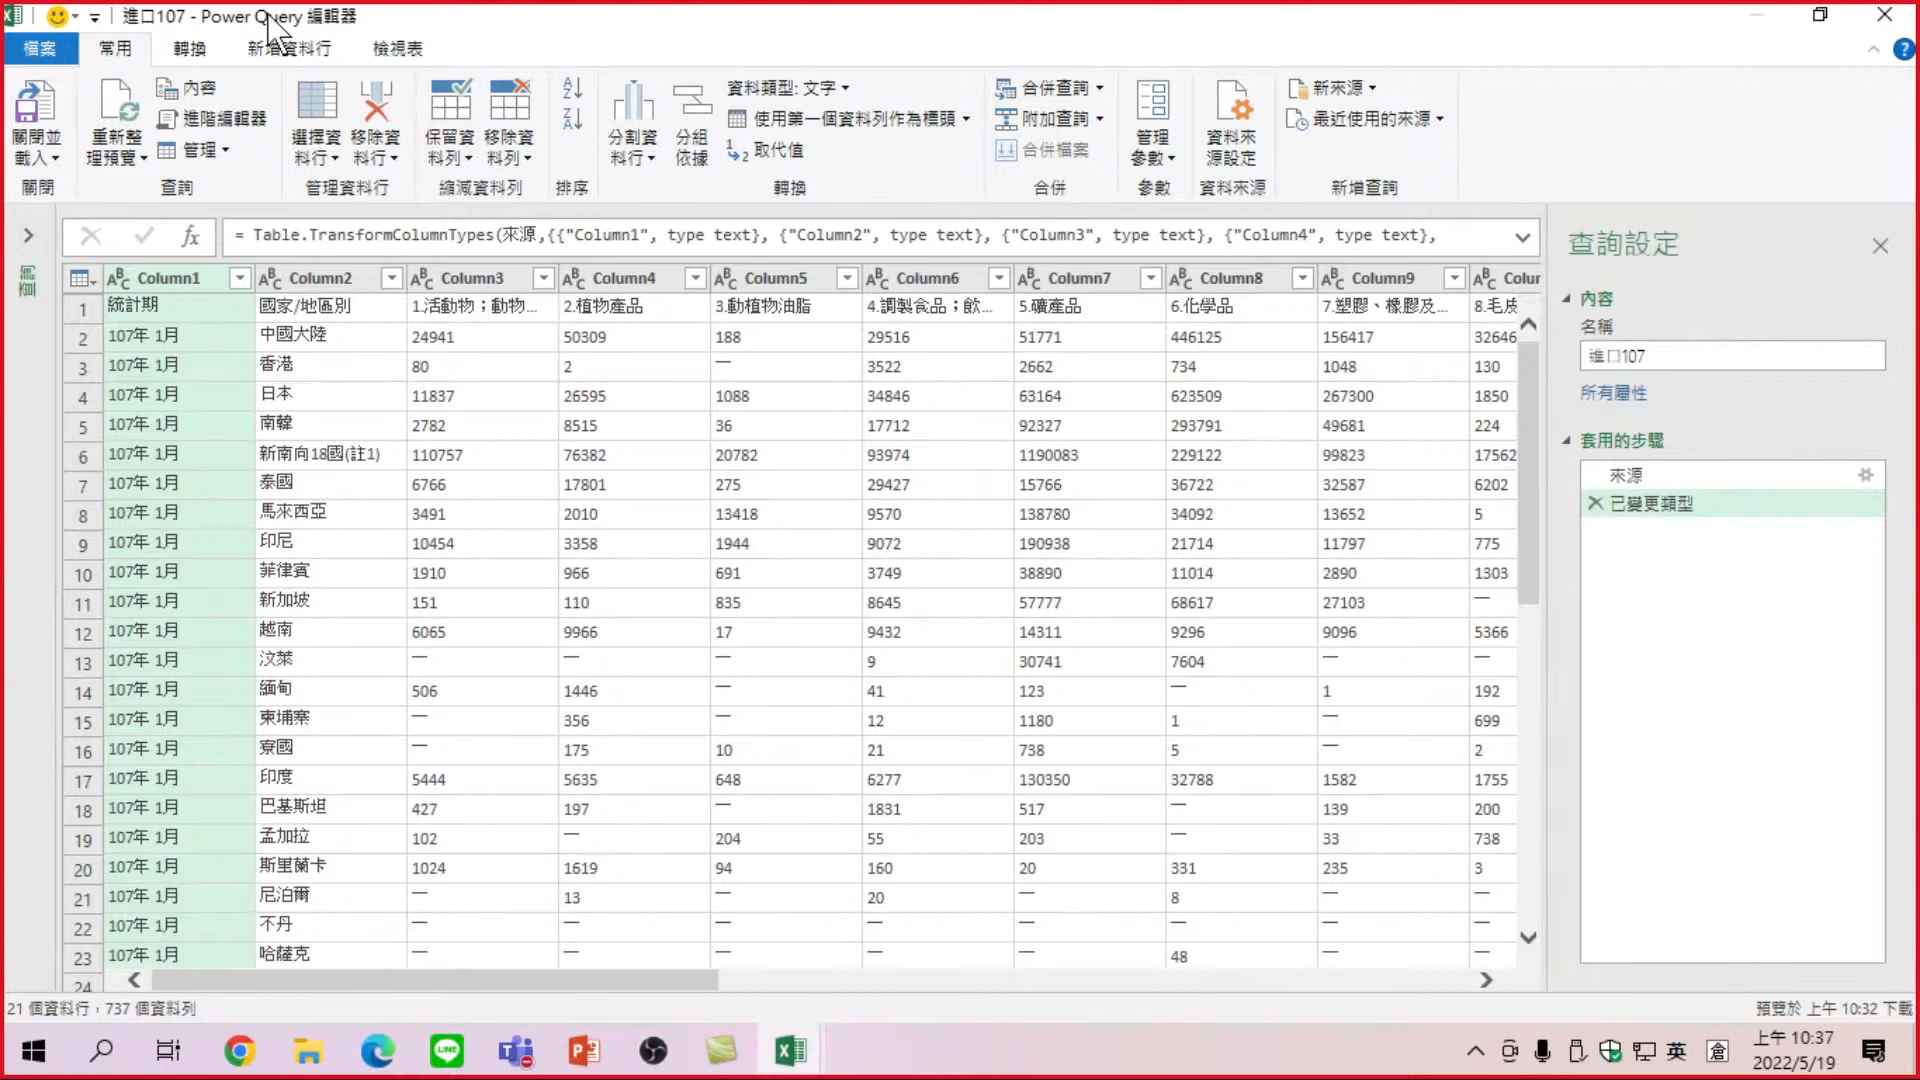 進口107 - Power Query 編輯器
檔案 常用 轉換 新增資料行 檢視表
關閉並載入 重新整理預覽 內容 進階編輯器 管理 選擇資料行 移除資料行 保留資料列 移除資料列 分割資料行 分組依據 資料類型: 文字 使用第一個資料列作為標頭 取代值 合併查詢 附加查詢 合併檔案 管理參數 資料來源設定 新來源 最近使用的來源
關閉 查詢 管理資料行 縮減資料列 排序 轉換 合併 參數 資料來源 新增查詢
= Table.TransformColumnTypes(來源,{{"Column1", type text}, {"Column2", type text}, {"Column3", type text}, {"Column4", type text},
查詢
Column1 Column2 Column3 Column4 Column5 Column6 Column7 Column8 Column9 Colur
1 統計期 國家/地區別 1.活動物；動物... 2.植物產品 3.動植物油脂 4.調製食品；飲... 5.礦產品 6.化學品 7.塑膠、橡膠及... 8.毛皮
2 107年 1月 中國大陸 24941 50309 188 29516 51771 446125 156417 32646
3 107年 1月 香港 80 2 — 3522 2662 734 1048 130
4 107年 1月 日本 11837 26595 1088 34846 63164 623509 267300 1850
5 107年 1月 南韓 2782 8515 36 17712 92327 293791 49681 224
6 107年 1月 新南向18國(註1) 110757 76382 20782 93974 1190083 229122 99823 17562
7 107年 1月 泰國 6766 17801 275 29427 15766 36722 32587 6202
8 107年 1月 馬來西亞 3491 2010 13418 9570 138780 34092 13652 5
9 107年 1月 印尼 10454 3358 1944 9072 190938 21714 11797 775
10 107年 1月 菲律賓 1910 966 691 3749 38890 11014 2890 1303
11 107年 1月 新加坡 151 110 835 8645 57777 68617 27103 —
12 107年 1月 越南 6065 9966 17 9432 14311 9296 9096 5366
13 107年 1月 汶萊 — — — 9 30741 7604 — —
14 107年 1月 緬甸 506 1446 — 41 123 — 1 192
15 107年 1月 柬埔寨 — 356 — 12 1180 1 — 699
16 107年 1月 寮國 — 175 10 21 738 5 — 2
17 107年 1月 印度 5444 5635 648 6277 130350 32788 1582 1755
18 107年 1月 巴基斯坦 427 197 — 1831 517 — 139 200
19 107年 1月 孟加拉 102 — 204 55 203 — 33 738
20 107年 1月 斯里蘭卡 1024 1619 94 160 20 331 235 3
21 107年 1月 尼泊爾 — 13 — 20 — 8 — —
22 107年 1月 不丹 — — — — — — — —
23 107年 1月 哈薩克 — — — — — 48 — —
24
查詢設定
內容
名稱
進口107
所有屬性
套用的步驟
來源
已變更類型
21 個資料行，737 個資料列
預覽於 上午 10:32 下載
英 倉
上午 10:37
2022/5/19